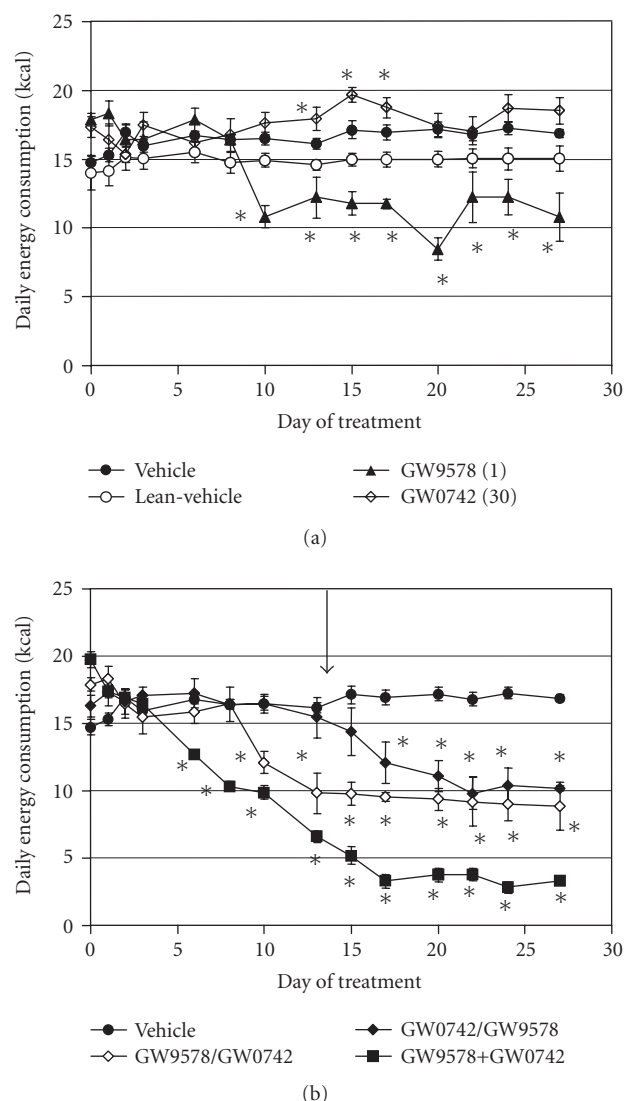 25
20
15
10
5
0
Daily energy consumption (kcal)
∗ ∗ ∗
∗ ∗ ∗ ∗ ∗ ∗ ∗ ∗
0 5 10 15 20 25 30
Day of treatment
Vehicle GW9578 (1)
Lean-vehicle GW0742 (30)
(a)
25
20
15
10
5
0
Daily energy consumption (kcal)
∗ ∗ ∗ ∗ ∗
∗ ∗ ∗ ∗ ∗ ∗ ∗ ∗
∗ ∗ ∗ ∗ ∗ ∗ ∗ ∗ ∗ ∗
0 5 10 15 20 25 30
Day of treatment
Vehicle GW0742/GW9578
GW9578/GW0742 GW9578+GW0742
(b)